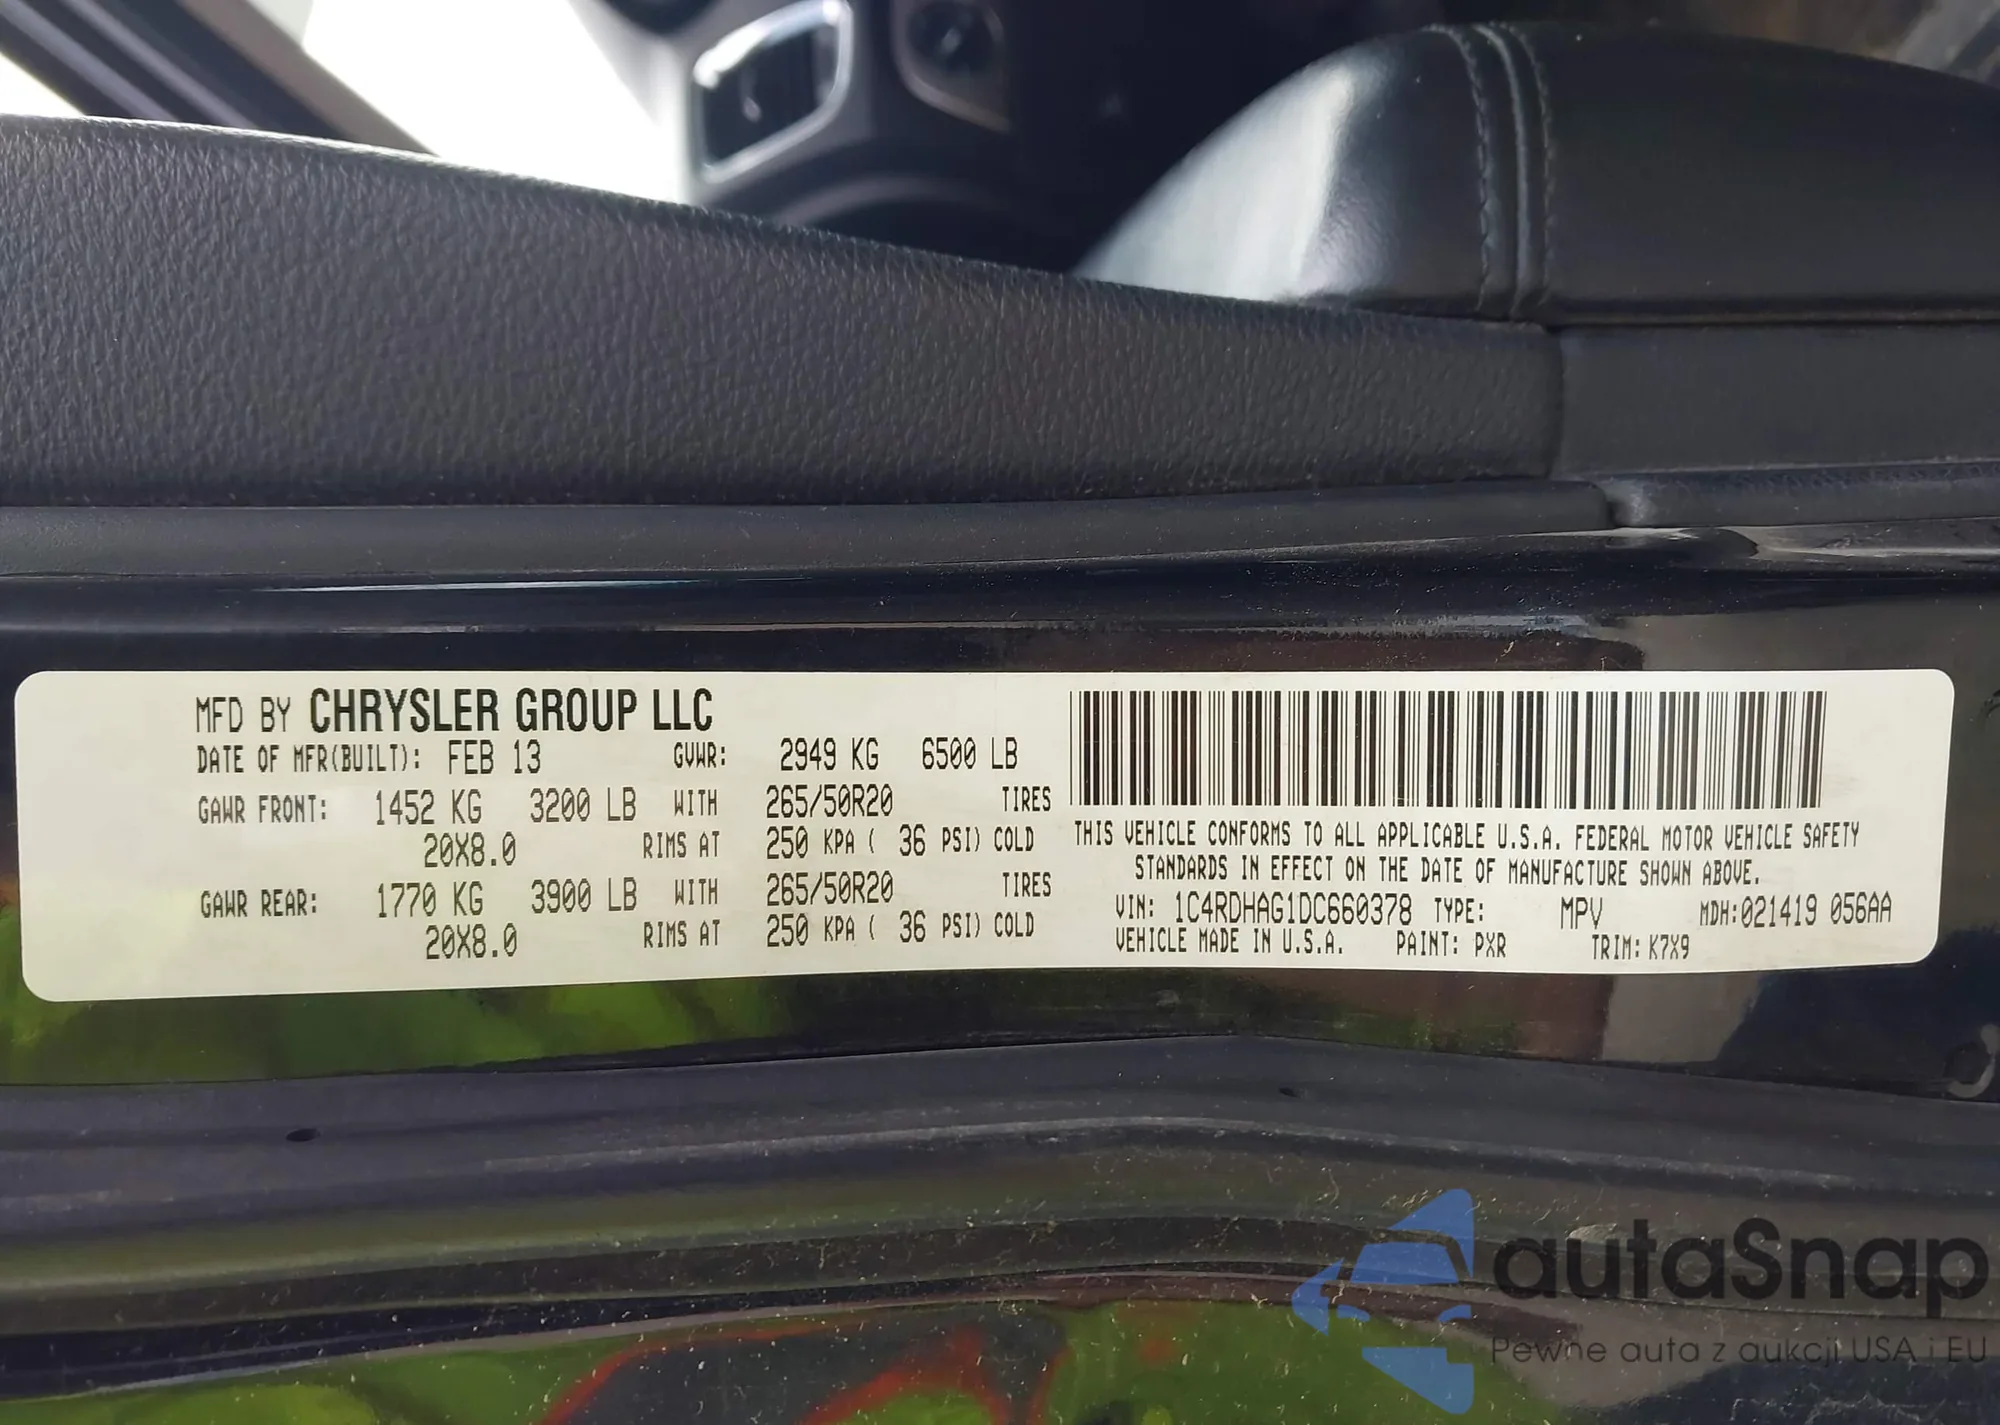 MFD BY CHRYSLER GROUP LLC
DATE OF MFR(BUILT): FEB 13 GVWR: 2949 KG 6500 LB
GAWR FRONT: 1452 KG 3200 LB WITH 265/50R20 TIRES
20X8.0 RIMS AT 250 KPA ( 36 PSI) COLD
GAWR REAR: 1770 KG 3900 LB WITH 265/50R20 TIRES
20X8.0 RIMS AT 250 KPA ( 36 PSI) COLD
THIS VEHICLE CONFORMS TO ALL APPLICABLE U.S.A. FEDERAL MOTOR VEHICLE SAFETY
STANDARDS IN EFFECT ON THE DATE OF MANUFACTURE SHOWN ABOVE.
VIN: 1C4RDHAG1DC660378 TYPE: MPV MDH:021419 056AA
VEHICLE MADE IN U.S.A. PAINT: PXR TRIM: K7X9
autaSnap
Pewne auta z aukcji USA i EU